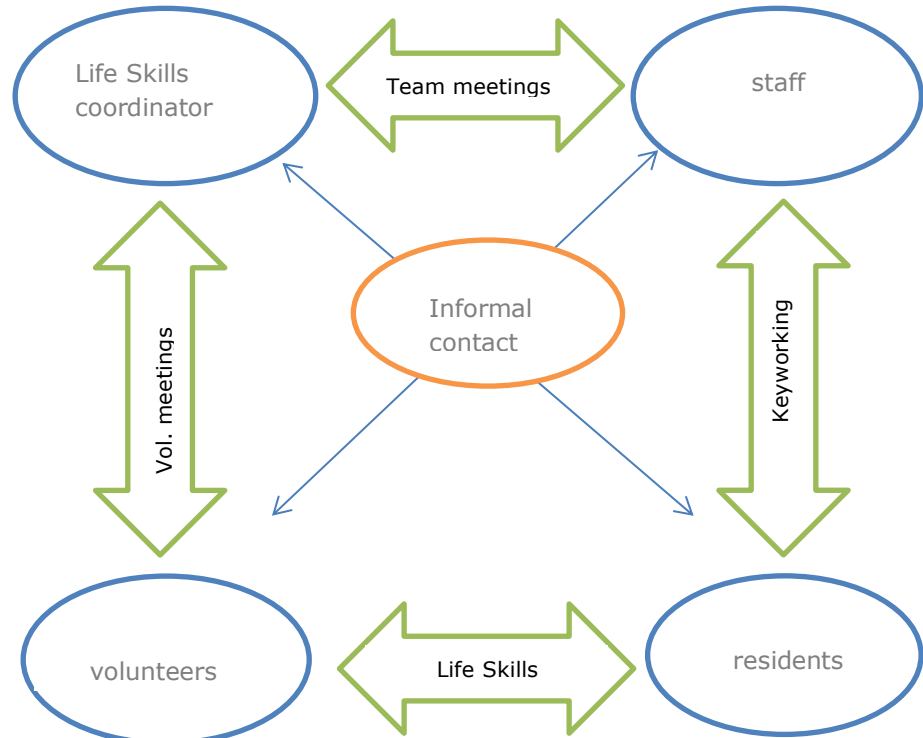 Life Skills
coordinator
Team meetings
staff
Informal
contact
Vol. meetings
Keyworking
volunteers
Life Skills
residents